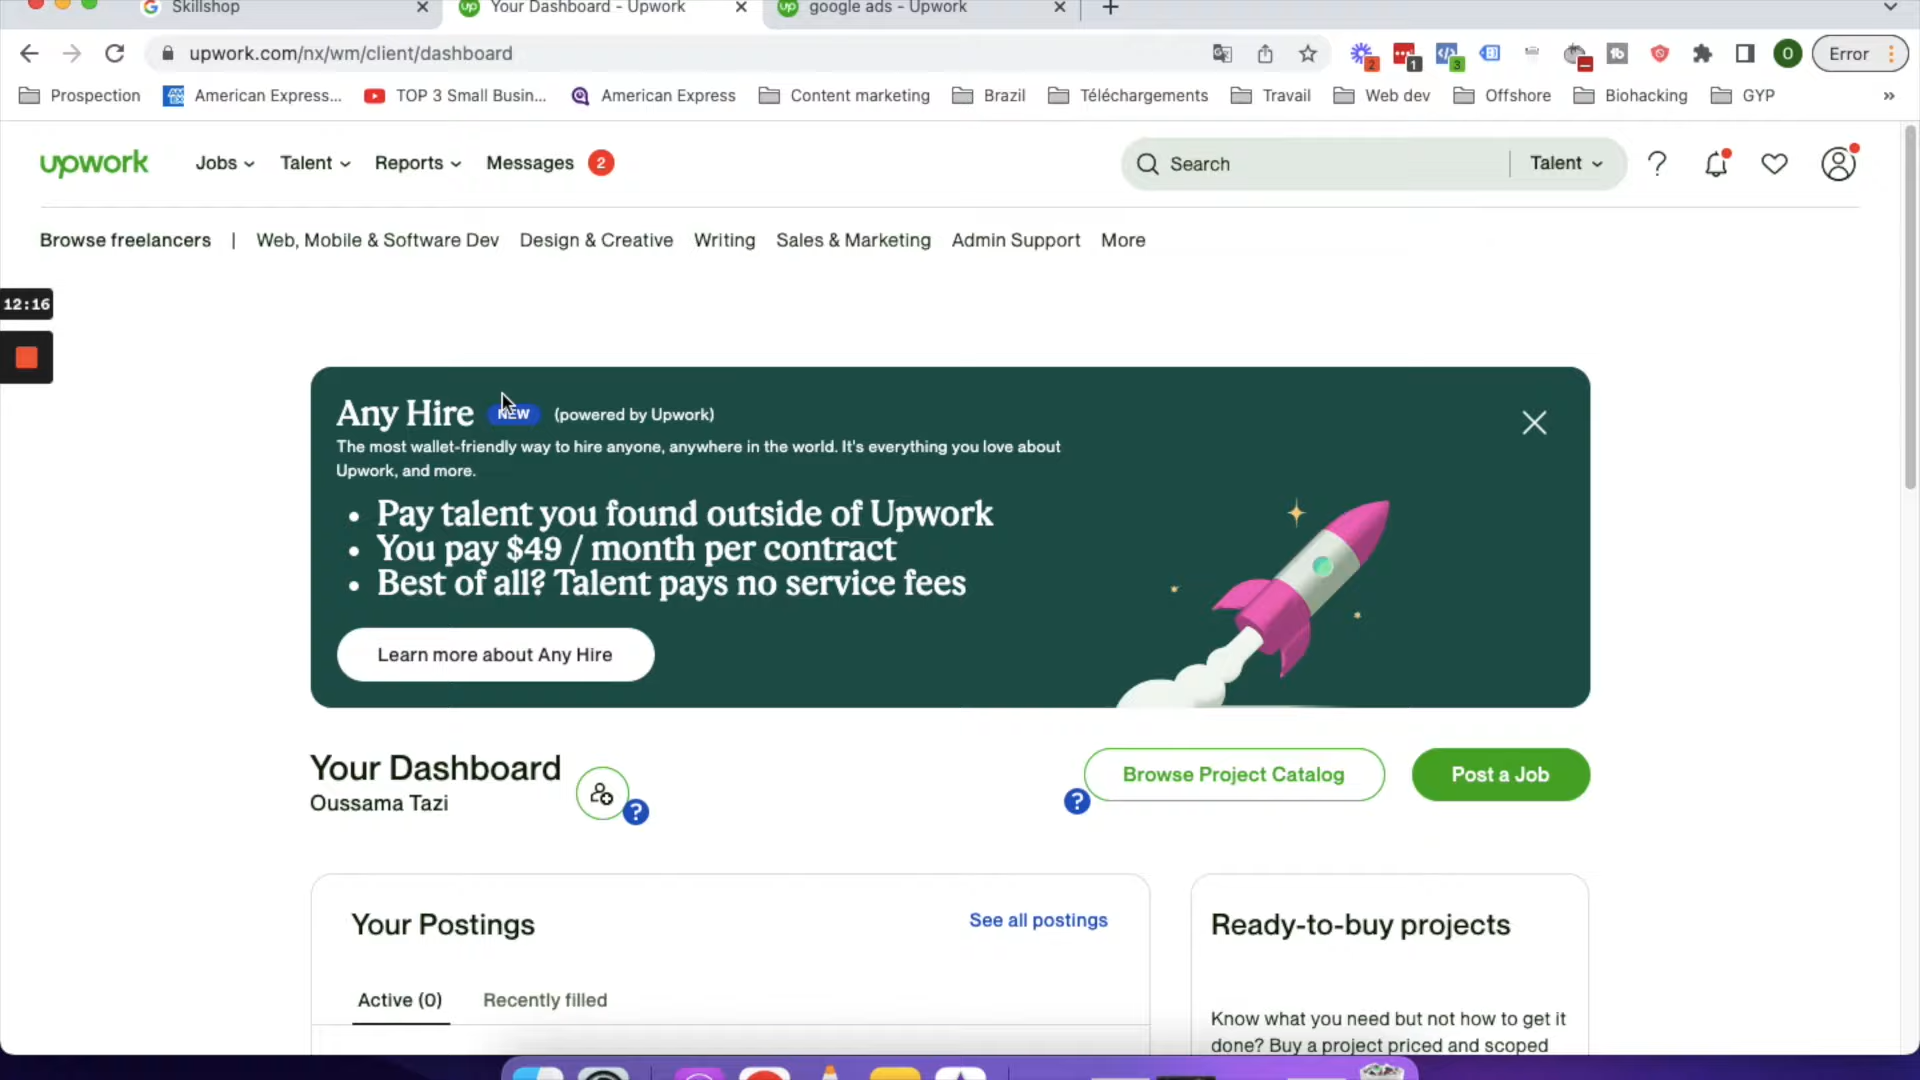 Skillshop
Your Dashboard - Upwork
google ads - Upwork
upwork.com/nx/wm/client/dashboard
2
1
3
O
Error
Prospection
American Express...
TOP 3 Small Busin...
American Express
Content marketing
Brazil
Téléchargements
Travail
Web dev
Offshore
Biohacking
GYP
»
upwork
Jobs
Talent
Reports
Messages
2
Search
Talent
?
Browse freelancers | Web, Mobile & Software Dev
Design & Creative
Writing
Sales & Marketing
Admin Support
More
12:16
Any Hire NEW (powered by Upwork)
The most wallet-friendly way to hire anyone, anywhere in the world. It's everything you love about
Upwork, and more.
• Pay talent you found outside of Upwork
• You pay $49 / month per contract
• Best of all? Talent pays no service fees
Learn more about Any Hire
Your Dashboard
Oussama Tazi
?
?
Browse Project Catalog
Post a Job
Your Postings
See all postings
Active (0)
Recently filled
Ready-to-buy projects
Know what you need but not how to get it
done? Buy a project priced and scoped